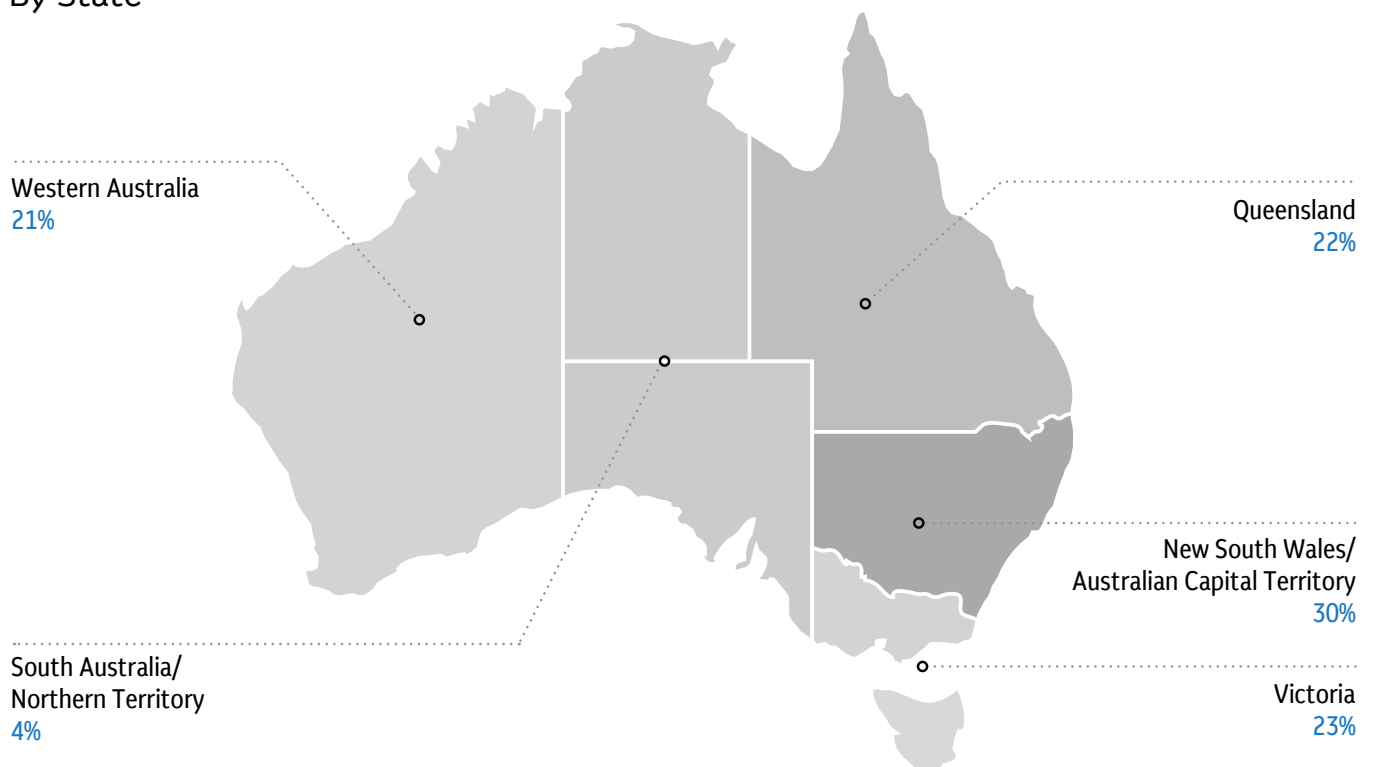 By State
Western Australia
21%
Queensland
22%
New South Wales/
Australian Capital Territory
30%
South Australia/
Northern Territory
4%
Victoria
23%